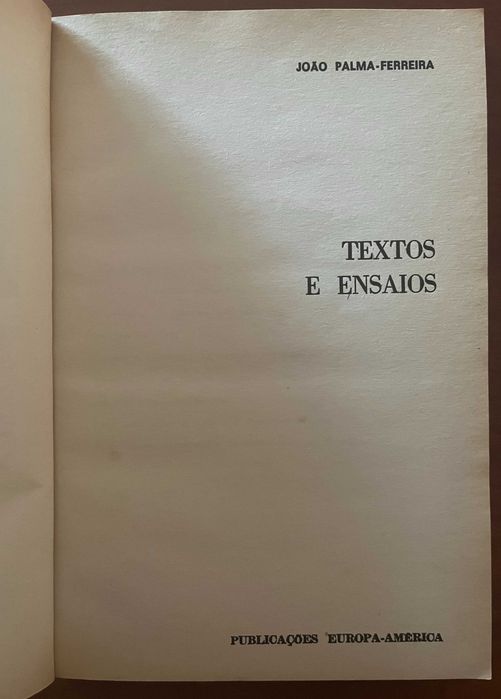 JOÃO PALMA-FERREIRA
TEXTOS
E ENSAIOS
PUBLICAÇÕES EUROPA-AMÉRICA